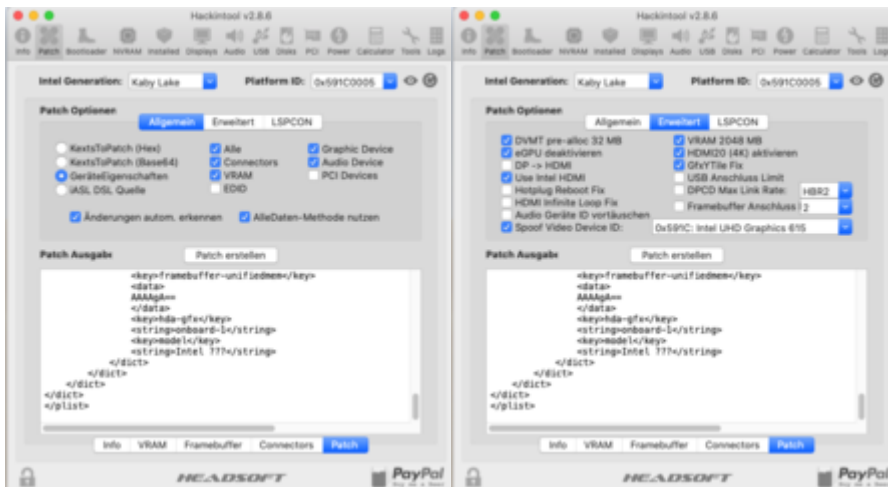 Hackintool v2.8.6
Info Patch Bootloader NVRAM Installed Displays Audio USB Disks PCI Power Calculator Tools Logs
Intel Generation: Kaby Lake Platform ID: 0x591C0005
Patch Optionen
Allgemein Erweitert LSPCON
KextsToPatch (Hex) Alle Graphic Device
KextsToPatch (Base64) Connectors Audio Device
GeräteEigenschaften VRAM PCI Devices
iASL DSL Quelle EDID
Änderungen autom. erkennen AlleDaten-Methode nutzen
Patch Ausgabe Patch erstellen
<key>framebuffer-unifiedmem</key>
<data>
AAAAgA==
</data>
<key>hda-gfx</key>
<string>onboard-1</string>
<key>model</key>
<string>Intel ???</string>
</dict>
</dict>
</dict>
</dict>
</plist>
Info VRAM Framebuffer Connectors Patch
HEADSOFT PayPal
Hackintool v2.8.6
Info Patch Bootloader NVRAM Installed Displays Audio USB Disks PCI Power Calculator Tools Logs
Intel Generation: Kaby Lake Platform ID: 0x591C0005
Patch Optionen
Allgemein Erweitert LSPCON
DVMT pre-alloc 32 MB VRAM 2048 MB
eGPU deaktivieren HDMI20 (4K) aktivieren
DP -> HDMI GfxYTile Fix
Use Intel HDMI USB Anschluss Limit
Hotplug Reboot Fix DPCD Max Link Rate: HBR2
HDMI Infinite Loop Fix Framebuffer Anschluss 2
Audio Geräte ID vortäuschen
Spoof Video Device ID: 0x591C: Intel UHD Graphics 615
Patch Ausgabe Patch erstellen
<key>framebuffer-unifiedmem</key>
<data>
AAAAgA==
</data>
<key>hda-gfx</key>
<string>onboard-1</string>
<key>model</key>
<string>Intel ???</string>
</dict>
</dict>
</dict>
</dict>
</plist>
Info VRAM Framebuffer Connectors Patch
HEADSOFT PayPal